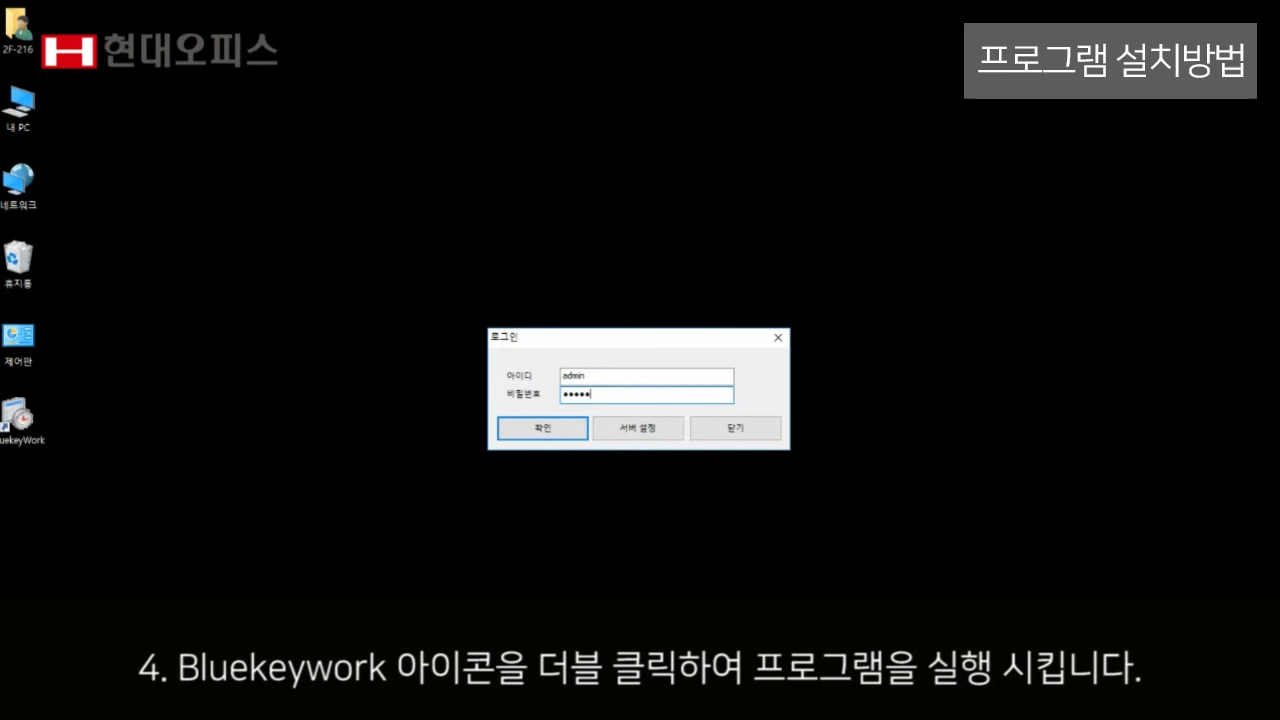 2F-216
현대오피스
프로그램 설치방법
내 PC
네트워크
휴지통
제어판
uekeyWork
로그인
아이디 admin
비밀번호 •••••
확인 서버 설정 닫기
4. Bluekeywork 아이콘을 더블 클릭하여 프로그램을 실행 시킵니다.